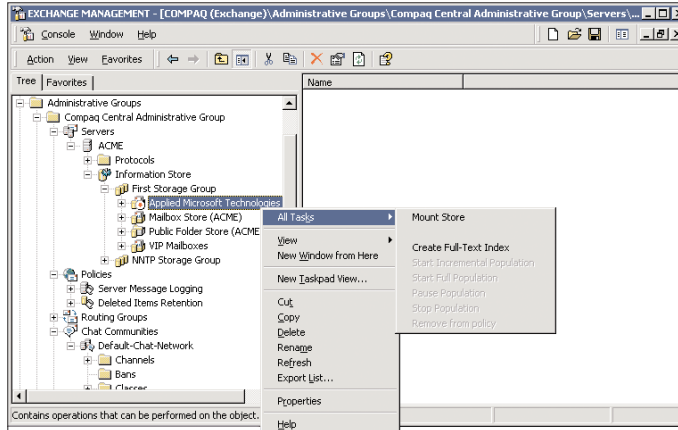 EXCHANGE MANAGEMENT - [COMPAQ (Exchange)\Administrative Groups\Compaq Central Administrative Group\Servers\...
Console Window Help
Action View Favorites
Tree Favorites
Name
Administrative Groups
Compaq Central Administrative Group
Servers
ACME
Protocols
Information Store
First Storage Group
Applied Microsoft Technologies
Mailbox Store (ACME)
Public Folder Store (ACME
VIP Mailboxes
NNTP Storage Group
Policies
Server Message Logging
Deleted Items Retention
Routing Groups
Chat Communities
Default-Chat-Network
Channels
Bans
Classes
All Tasks
View
New Window from Here
New Taskpad View...
Cut
Copy
Delete
Rename
Refresh
Export List...
Properties
Help
Mount Store
Create Full-Text Index
Start Incremental Population
Start Full Population
Pause Population
Stop Population
Remove from policy
Contains operations that can be performed on the object.